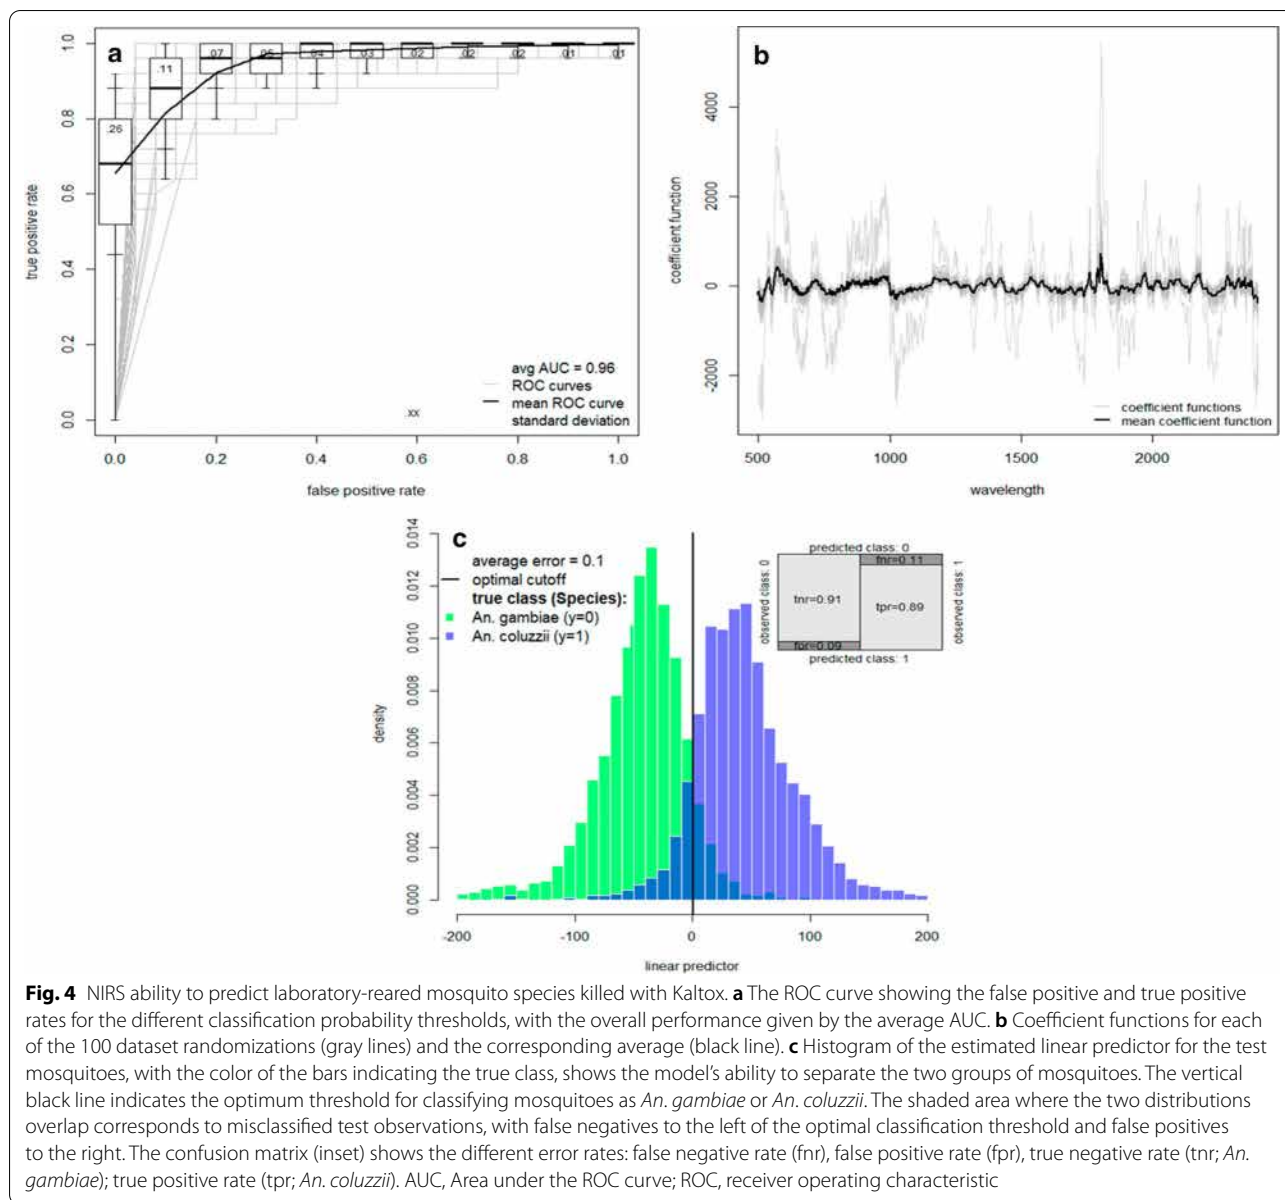 a
1.0
0.8
0.6
0.4
0.2
0.0
true positive rate
.26
.11
.07
.05
.04
.03
.02
.02
.02
.01
.01
avg AUC = 0.96
ROC curves
mean ROC curve
.xx
standard deviation
0.0 0.2 0.4 0.6 0.8 1.0
false positive rate
b
4000
2000
0
-2000
coefficient function
coefficient functions
mean coefficient function
500 1000 1500 2000
wavelength
c
0.014
0.012
0.010
0.008
0.006
0.004
0.002
0.000
density
average error = 0.1
optimal cutoff
true class (Species):
An. gambiae (y=0)
An. coluzzii (y=1)
predicted class: 0
observed class: 0
fnr=0.11
tnr=0.91
tpr=0.89
fpr=0.09
observed class: 1
predicted class: 1
-200 -100 0 100 200
linear predictor
Fig. 4 NIRS ability to predict laboratory-reared mosquito species killed with Kaltox. a The ROC curve showing the false positive and true positive
rates for the different classification probability thresholds, with the overall performance given by the average AUC. b Coefficient functions for each
of the 100 dataset randomizations (gray lines) and the corresponding average (black line). c Histogram of the estimated linear predictor for the test
mosquitoes, with the color of the bars indicating the true class, shows the model's ability to separate the two groups of mosquitoes. The vertical
black line indicates the optimum threshold for classifying mosquitoes as An. gambiae or An. coluzzii. The shaded area where the two distributions
overlap corresponds to misclassified test observations, with false negatives to the left of the optimal classification threshold and false positives
to the right. The confusion matrix (inset) shows the different error rates: false negative rate (fnr), false positive rate (fpr), true negative rate (tnr; An.
gambiae); true positive rate (tpr; An. coluzzii). AUC, Area under the ROC curve; ROC, receiver operating characteristic